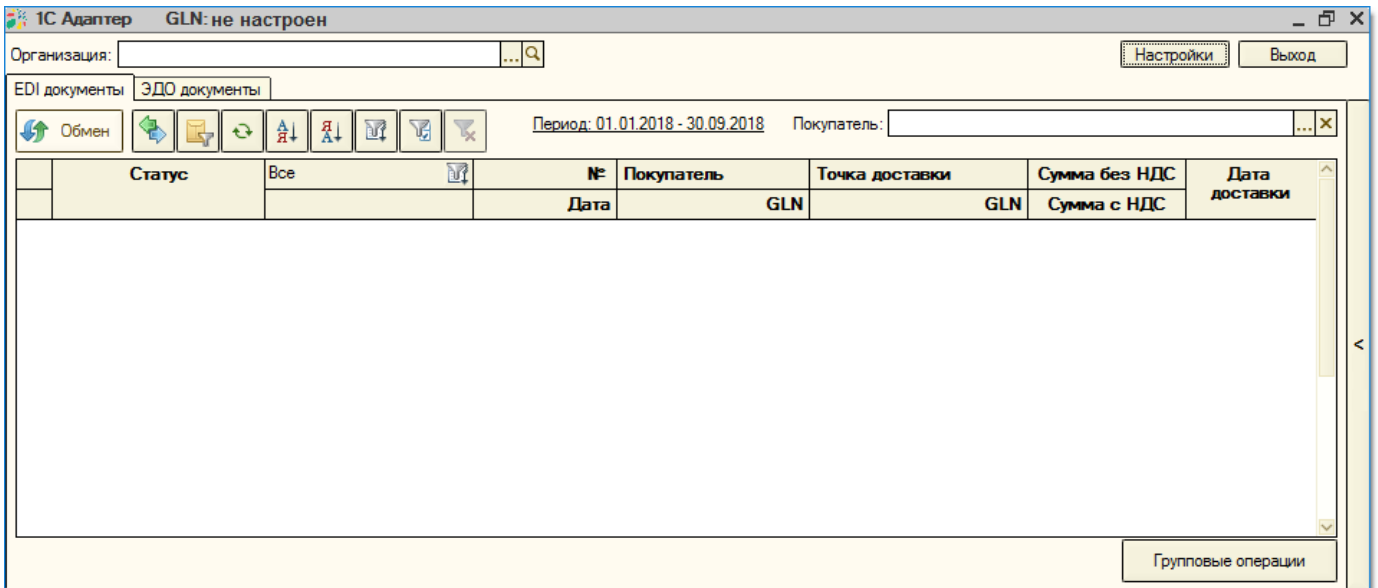 1С Адаптер GLN: не настроен
Организация: ... Настройки Выход
EDI документы ЭДО документы
Обмен Период: 01.01.2018 - 30.09.2018 Покупатель: ...
Статус Все № Покупатель Точка доставки Сумма без НДС Дата доставки
Дата GLN GLN Сумма с НДС
<
Групповые операции